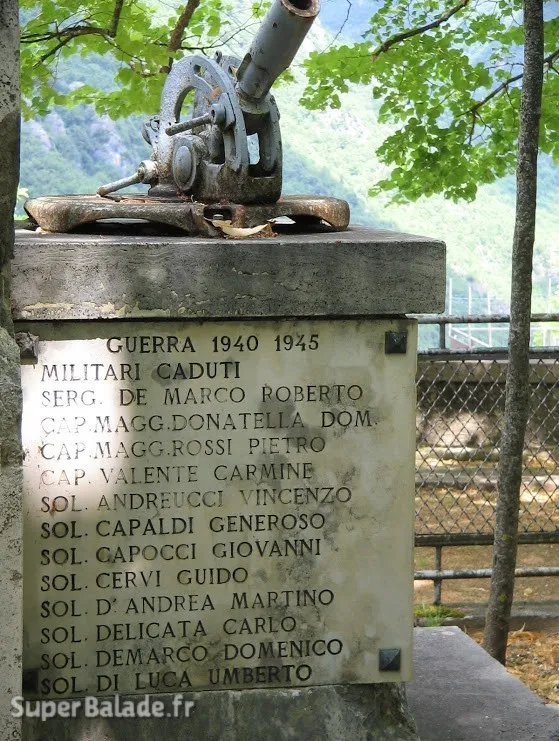 GUERRA 1940 1945
MILITARI CADUTI
SERG. DE MARCO ROBERTO
CAP. MAGG. DONATELLA DOM.
CAP. MAGG. ROSSI PIETRO
CAP. VALENTE CARMINE
SOL. ANDREUCCI VINCENZO
SOL. CAPALDI GENEROSO
SOL. CAPOCCI GIOVANNI
SOL. CERVI GUIDO
SOL. D'ANDREA MARTINO
SOL. DELICATA CARLO
SOL. DEMARCO DOMENICO
SOL. DI LUCA UMBERTO
SuperBalade.fr